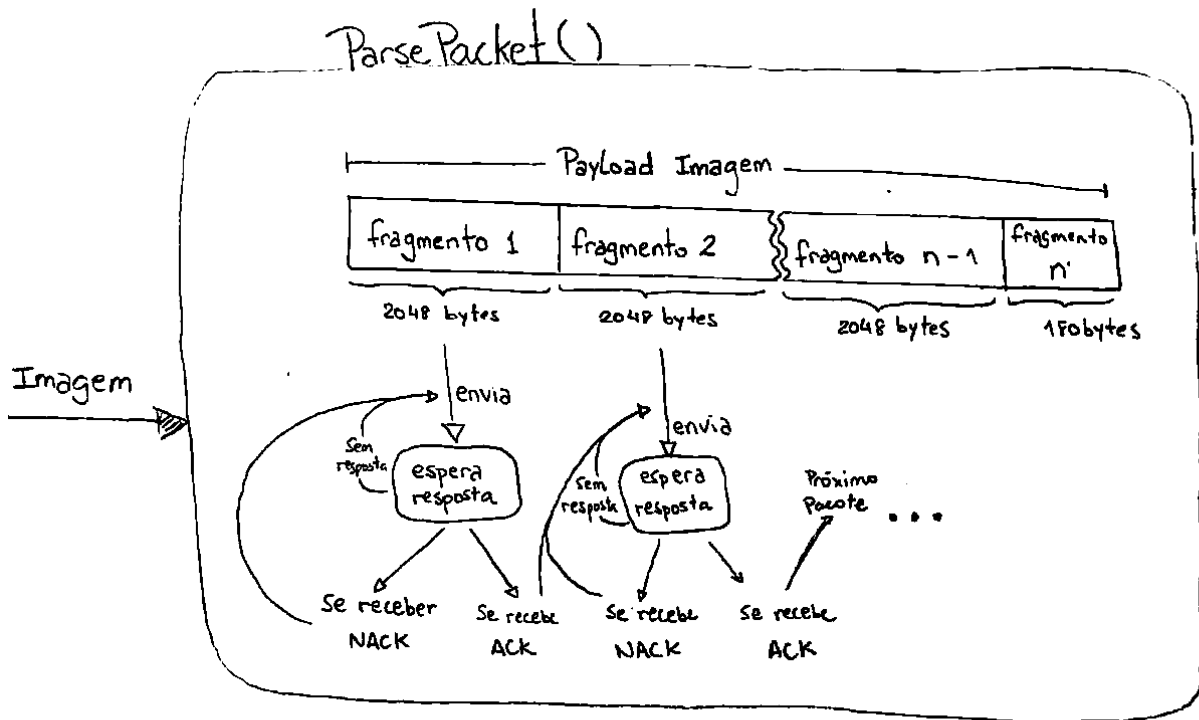 ParsePacket()
Payload Imagem
fragmento 1
fragmento 2
fragmento n-1
fragmento
n
2048 bytes
2048 bytes
2048 bytes
180bytes
Imagem
envia
Sem
resposta
espera
resposta
envia
Sem
resposta
espera
resposta
Próximo
Pacote ...
Se receber
NACK
Se recebe
ACK
Se recebe
NACK
Se recebe
ACK